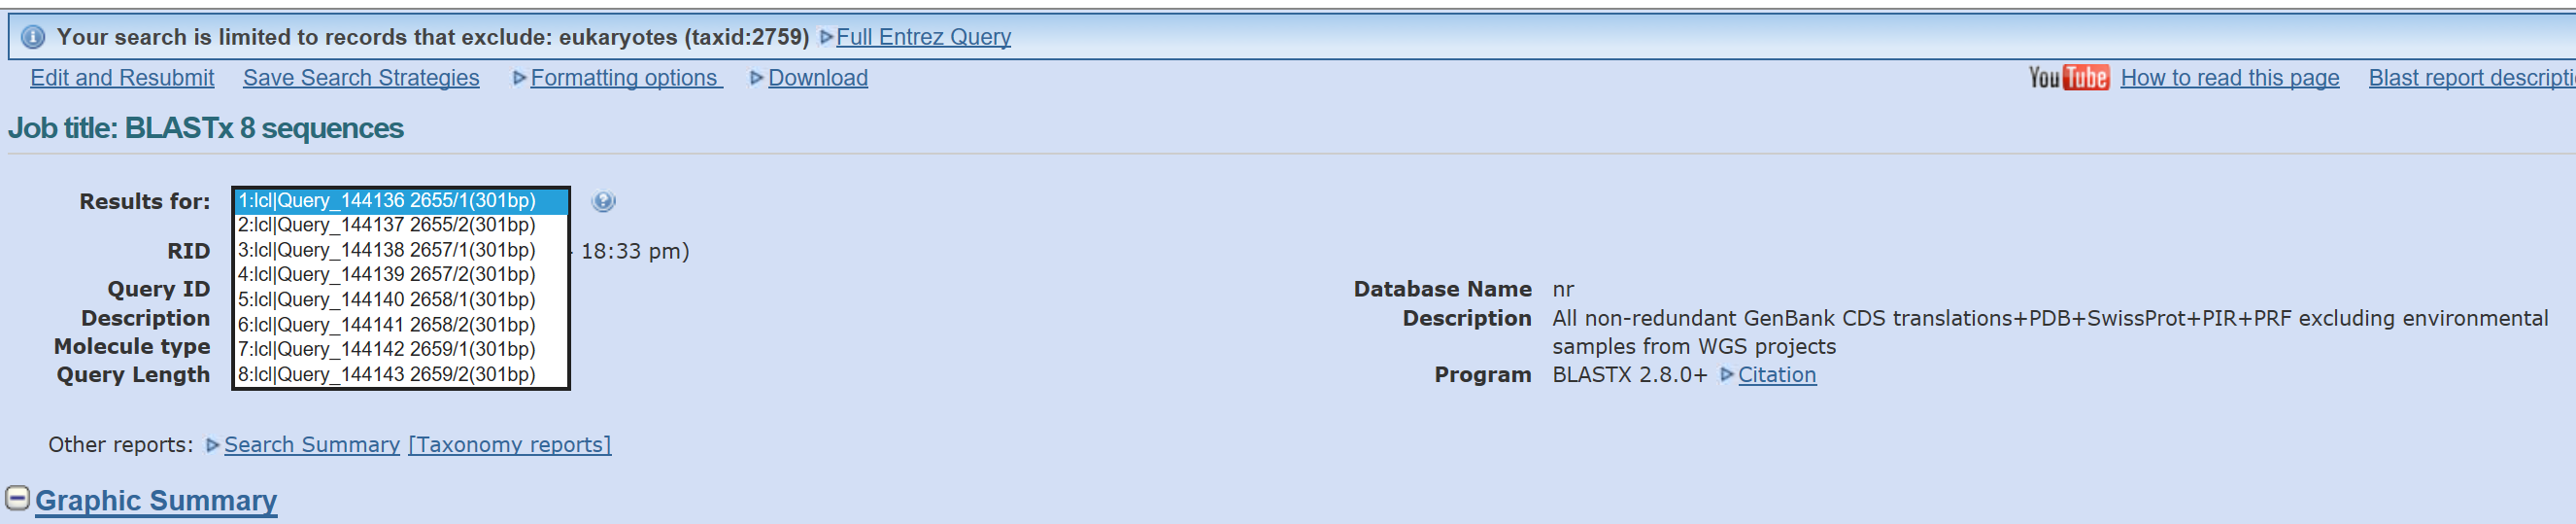 Your search is limited to records that exclude: eukaryotes (taxid:2759) Full Entrez Query
Edit and Resubmit Save Search Strategies Formatting options Download YouTube How to read this page Blast report descripti
Job title: BLASTx 8 sequences
Results for: 1:lcl|Query_144136 2655/1(301bp)
2:lcl|Query_144137 2655/2(301bp)
3:lcl|Query_144138 2657/1(301bp)
RID 18:33 pm)
4:lcl|Query_144139 2657/2(301bp)
Query ID 5:lcl|Query_144140 2658/1(301bp) Database Name nr
Description 6:lcl|Query_144141 2658/2(301bp) Description All non-redundant GenBank CDS translations+PDB+SwissProt+PIR+PRF excluding environmental
Molecule type 7:lcl|Query_144142 2659/1(301bp) samples from WGS projects
Query Length 8:lcl|Query_144143 2659/2(301bp) Program BLASTX 2.8.0+ Citation
Other reports: Search Summary [Taxonomy reports]
Graphic Summary